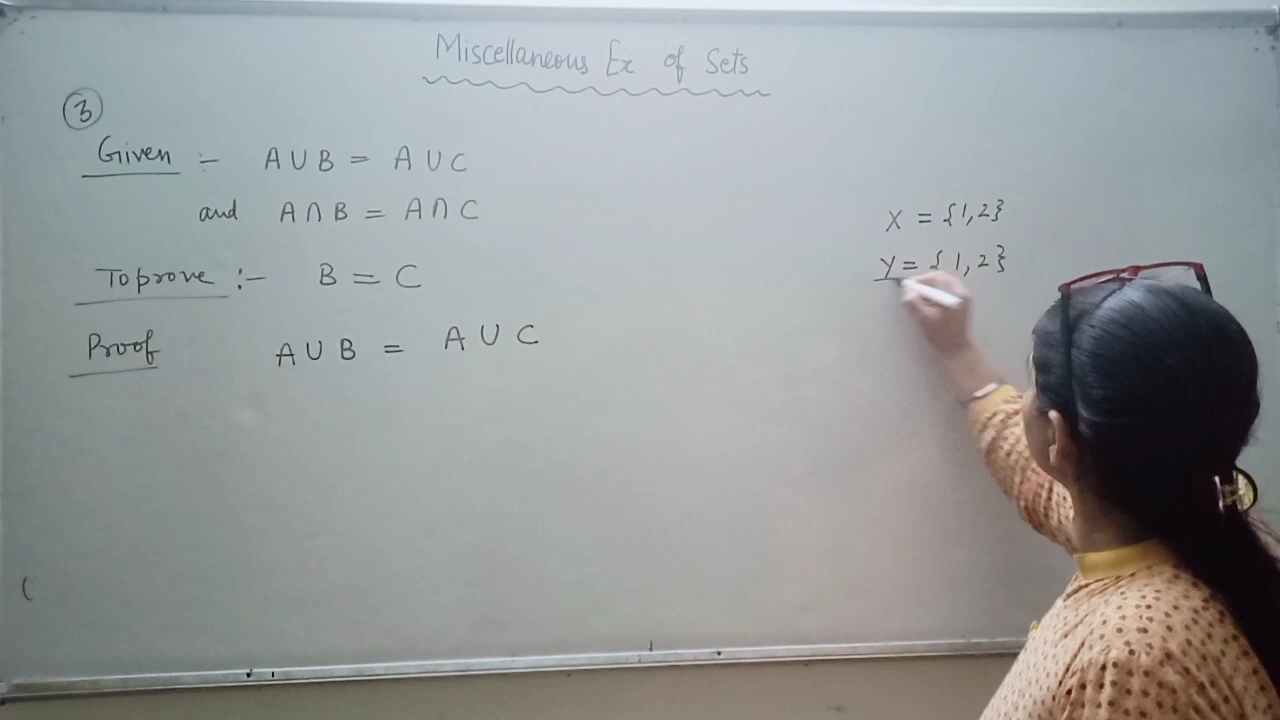 Miscellaneous Ex of Sets
3
Given :- A ∪ B = A ∪ C
and A ∩ B = A ∩ C
To prove :- B = C
Proof A ∪ B = A ∪ C
X = {1,2}
Y = {1,2}